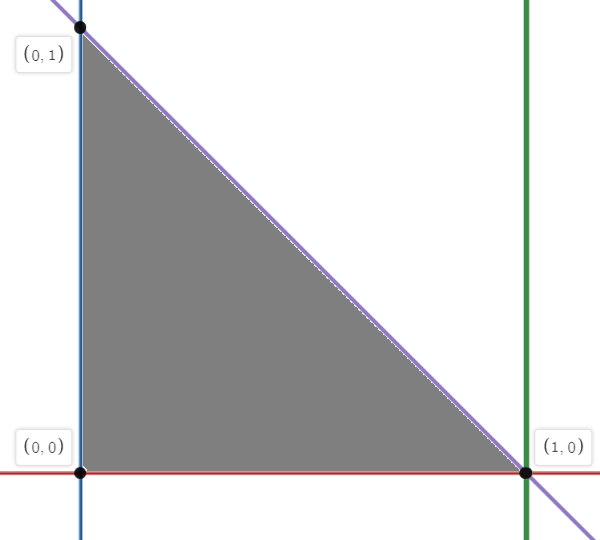 (0, 1)
(0, 0)
(1, 0)